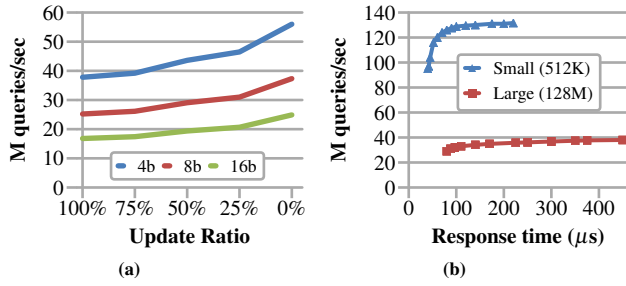 M queries/sec
60
50
40
30
20
10
0
4b 8b 16b
100% 75% 50% 25% 0%
Update Ratio
(a)
M queries/sec
140
120
100
80
60
40
20
0
Small (512K)
Large (128M)
0 100 200 300 400
Response time (μs)
(b)